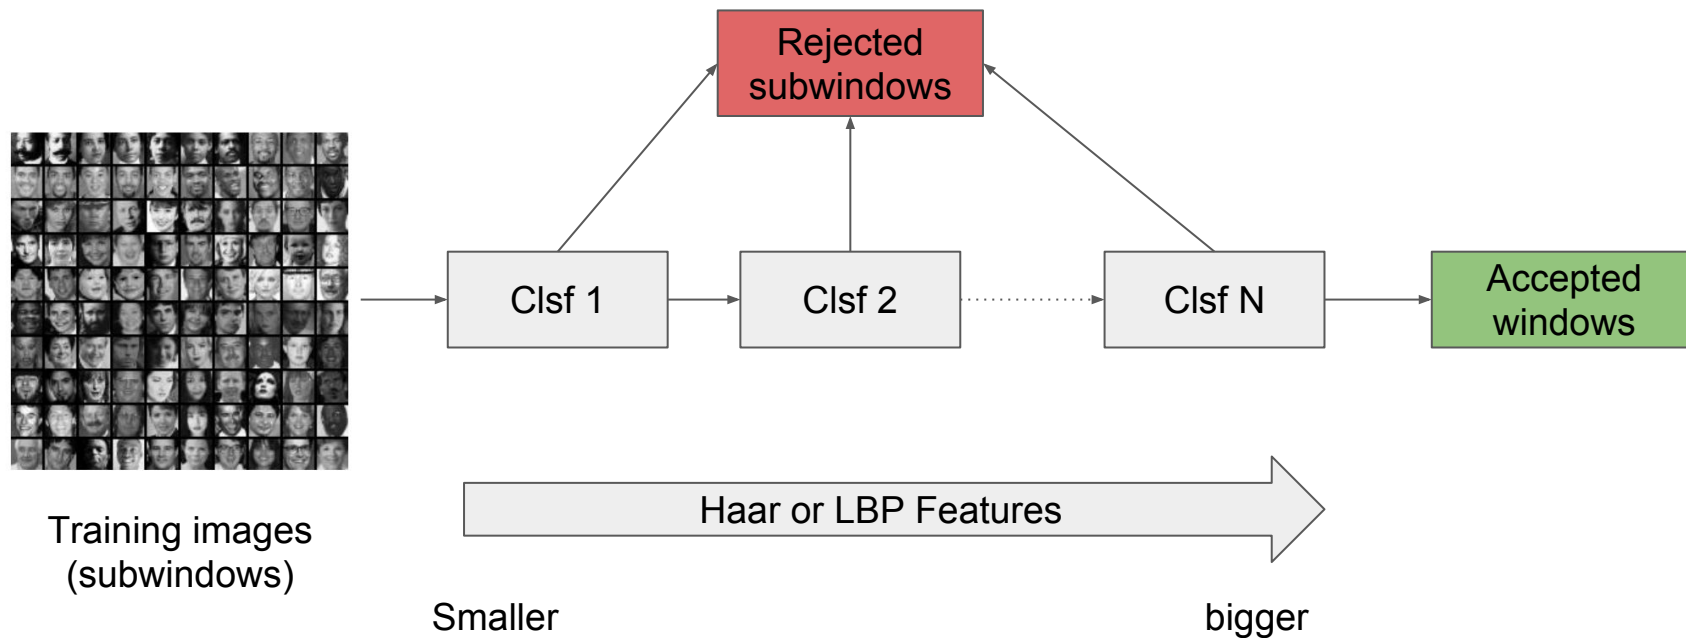 Rejected
subwindows
Clsf 1
Clsf 2
Clsf N
Accepted
windows
Haar or LBP Features
Training images
(subwindows)
Smaller
bigger